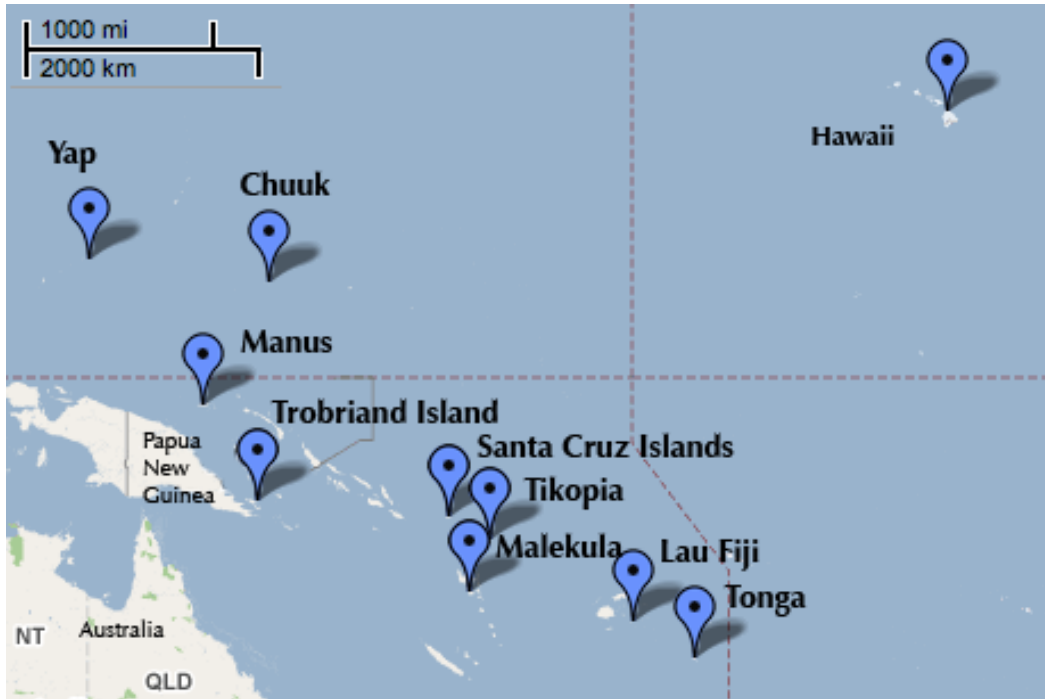 1000 mi
2000 km
Hawaii
Yap
Chuuk
Manus
Trobriand Island
Papua
New
Guinea
Santa Cruz Islands
Tikopia
Malekula
Lau Fiji
Tonga
NT
Australia
QLD